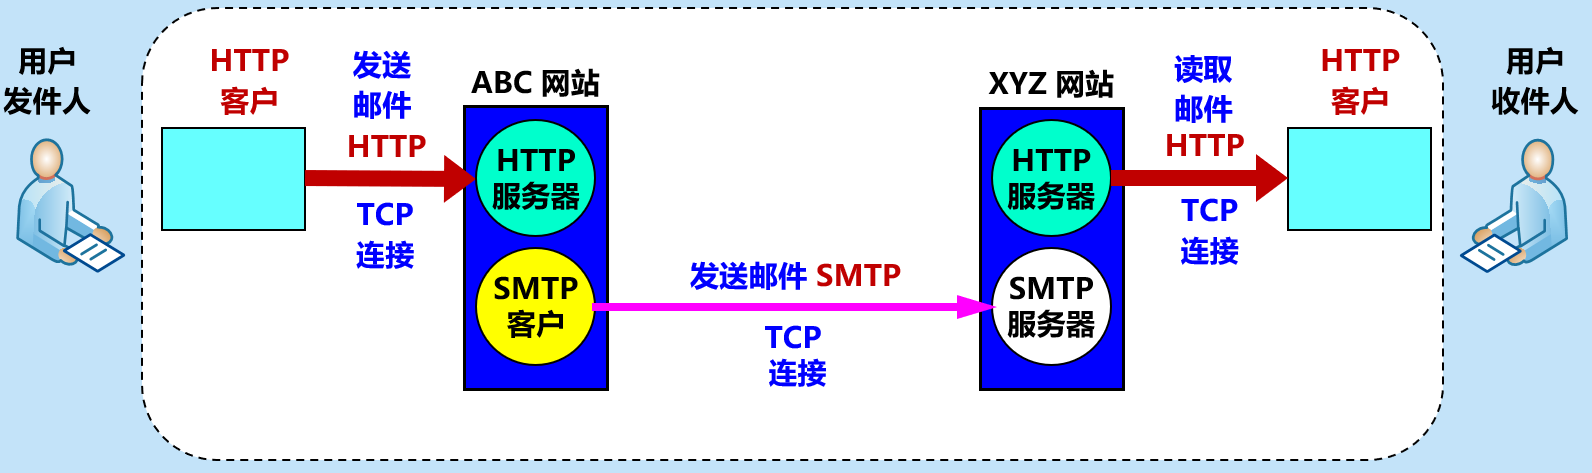 用户
发件人
HTTP
客户
发送
邮件
HTTP
TCP
连接
ABC 网站
HTTP
服务器
SMTP
客户
发送邮件 SMTP
TCP
连接
XYZ 网站
HTTP
服务器
SMTP
服务器
读取
邮件
HTTP
TCP
连接
HTTP
客户
用户
收件人